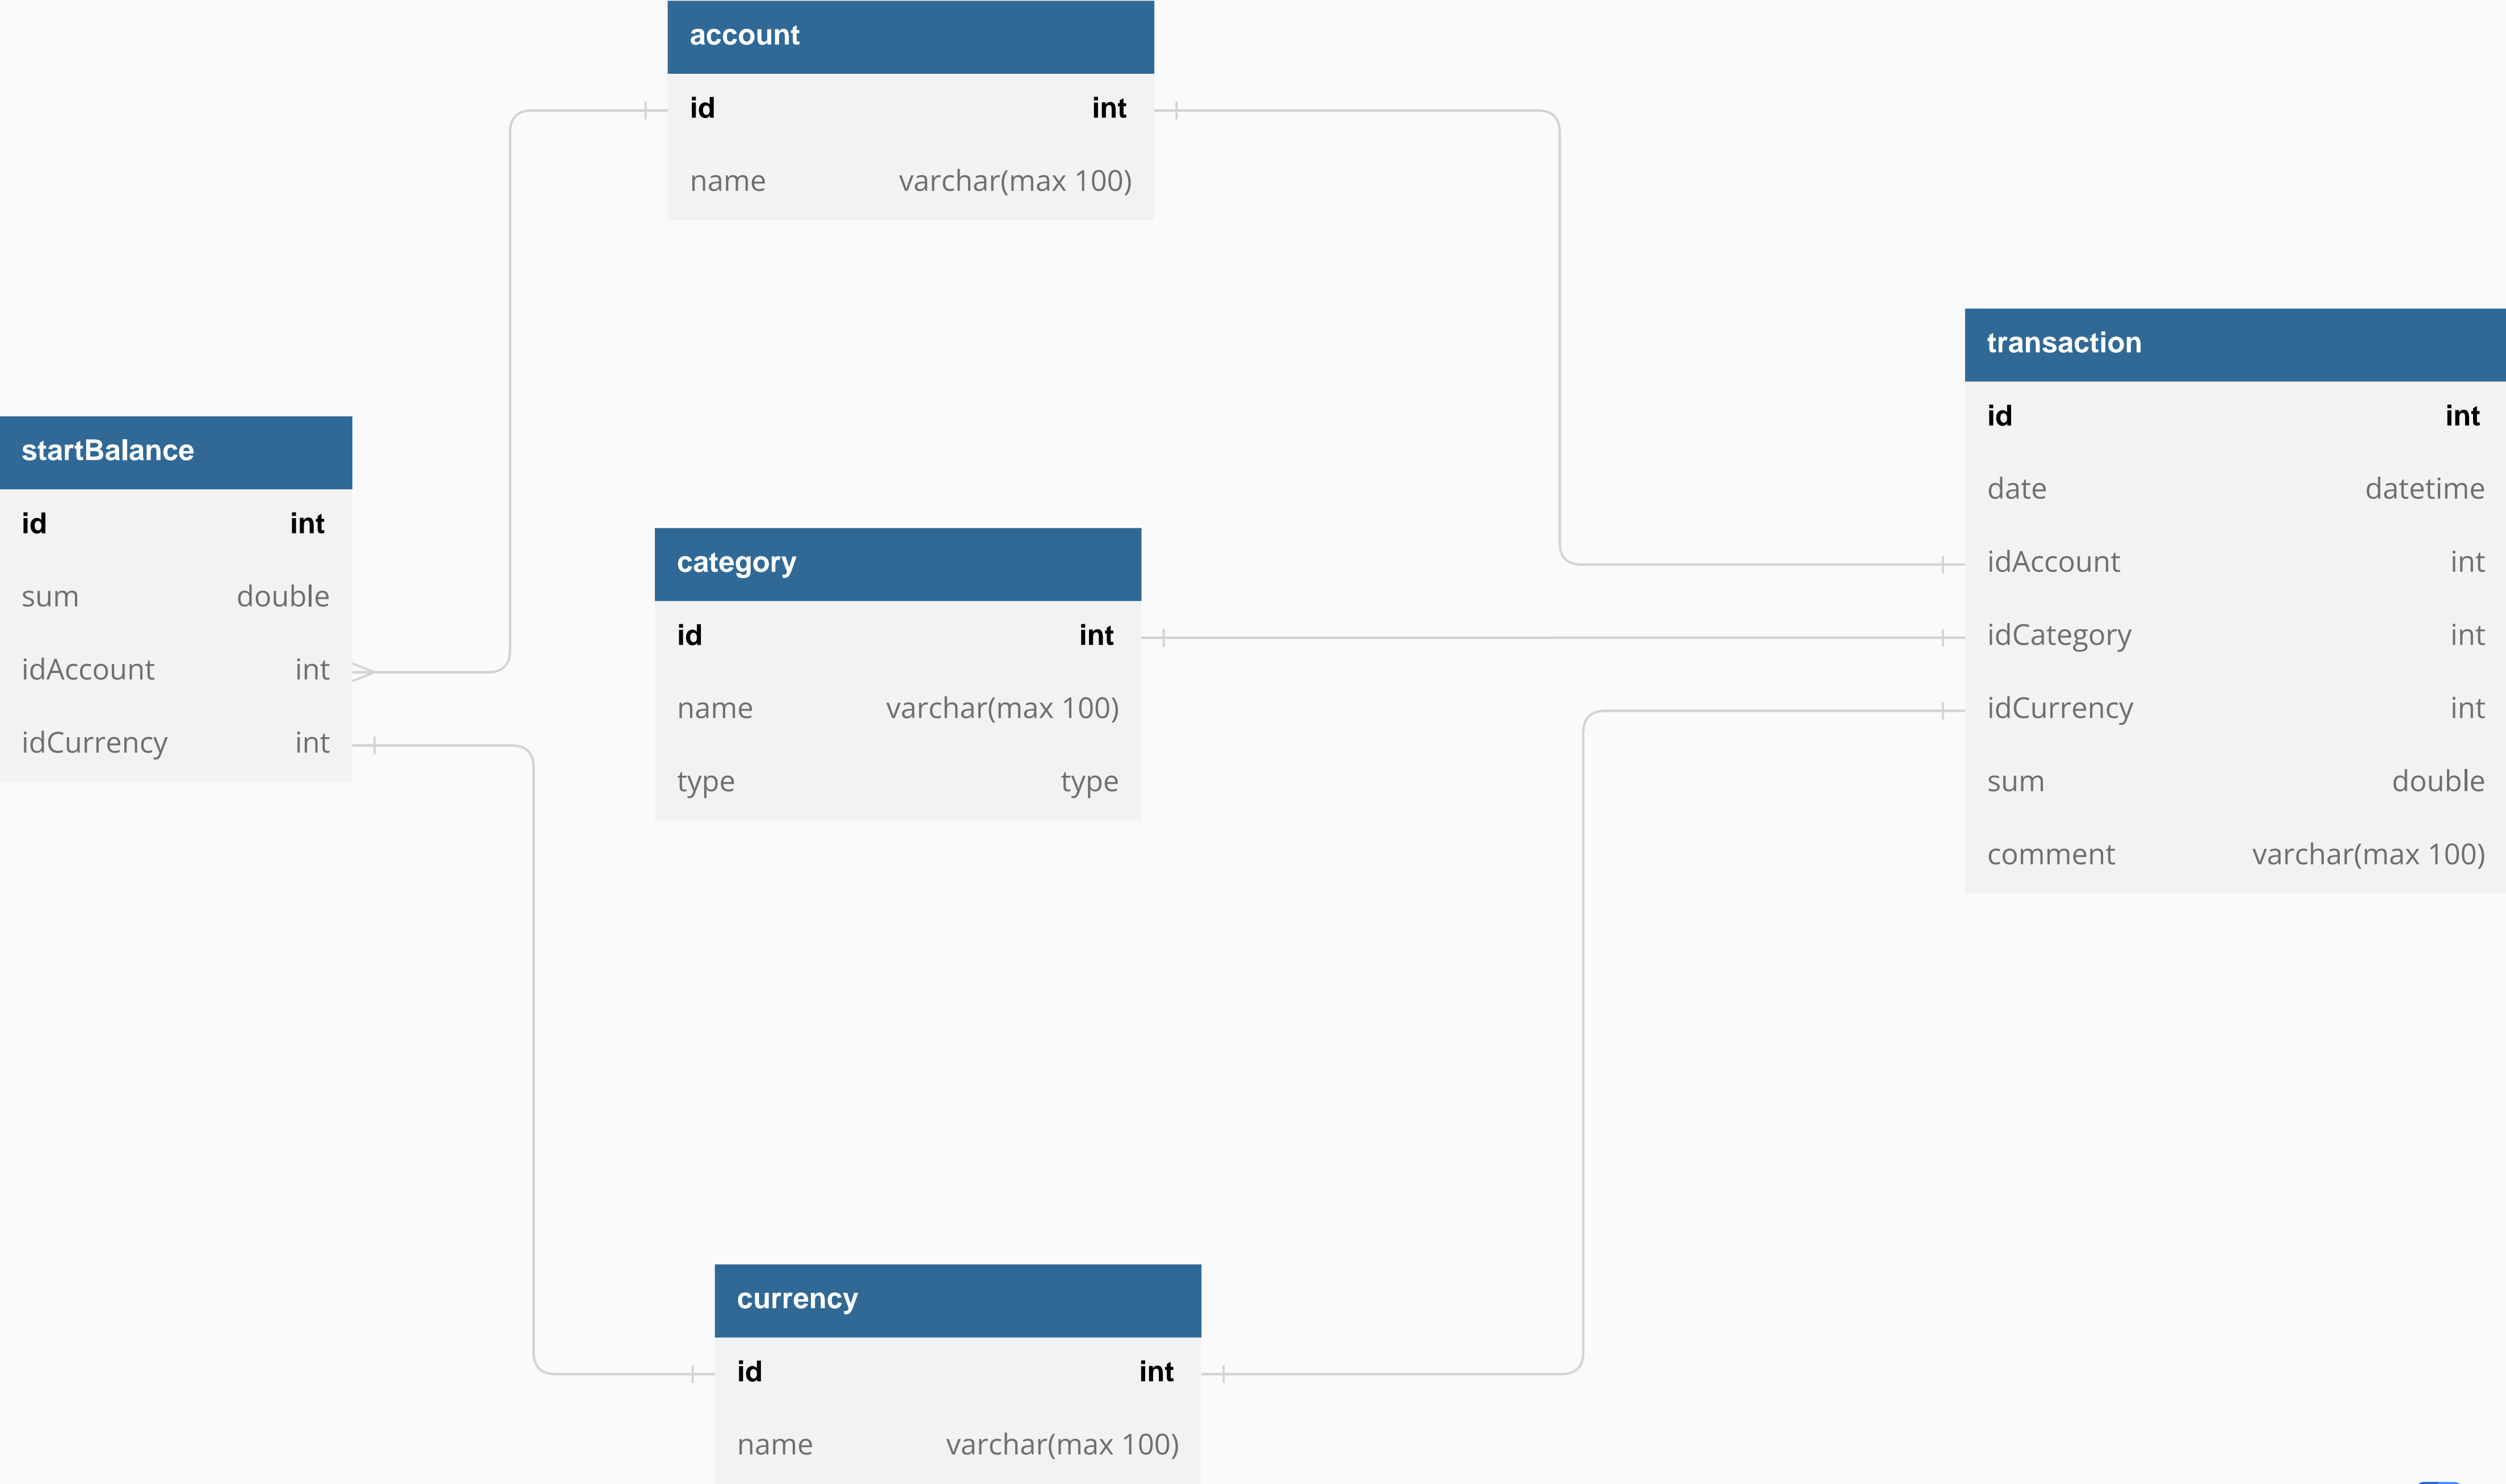 account
id int
name varchar(max 100)
transaction
id int
date datetime
idAccount int
idCategory int
idCurrency int
sum double
comment varchar(max 100)
startBalance
id int
sum double
idAccount int
idCurrency int
category
id int
name varchar(max 100)
type type
currency
id int
name varchar(max 100)